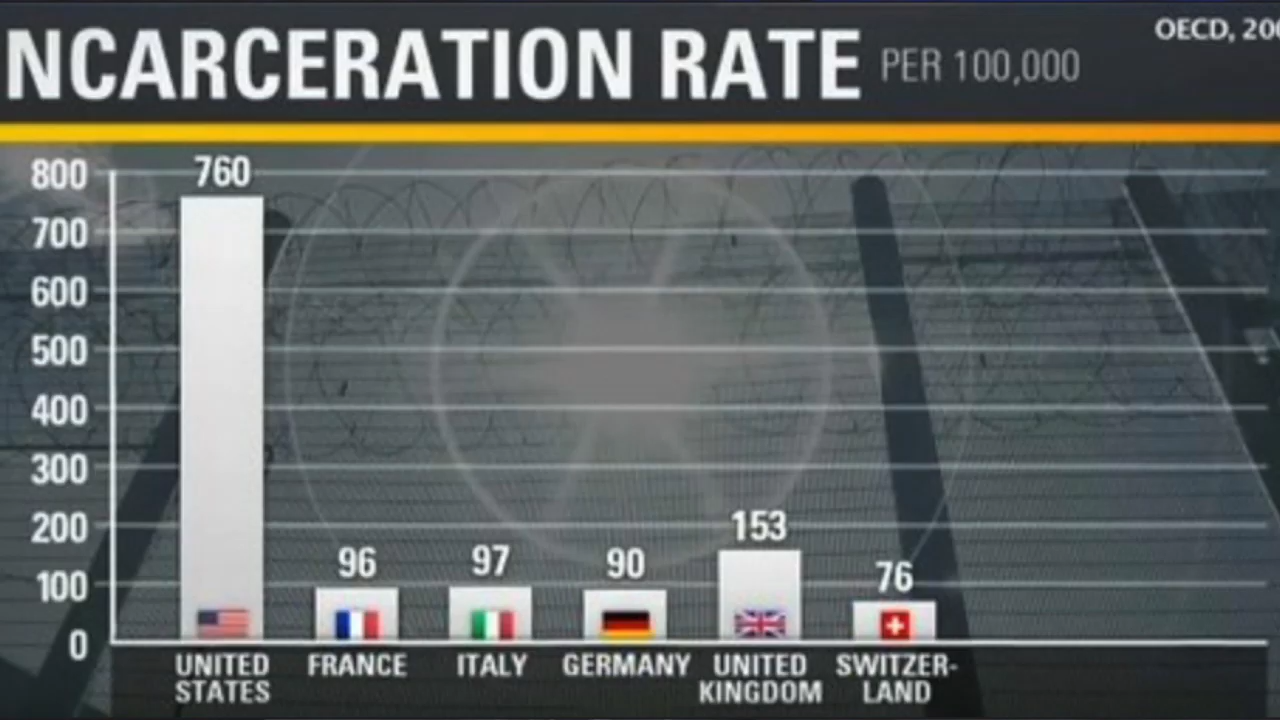 NCARCERATION RATE PER 100,000
OECD, 200
800
700
600
500
400
300
200
100
0
760
96
97
90
153
76
UNITED STATES
FRANCE
ITALY
GERMANY
UNITED KINGDOM
SWITZER-
LAND